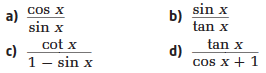 a) cos x / sin x b) sin x / tan x
c) cot x / 1 − sin x d) tan x / cos x + 1